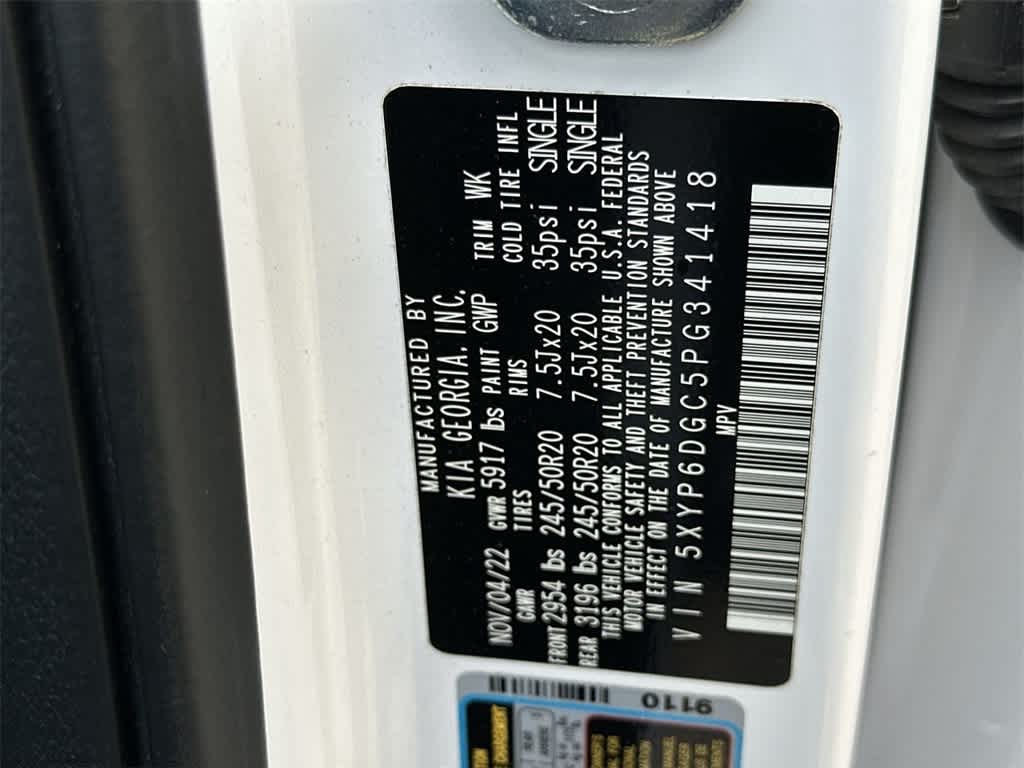 MANUFACTURED BY
KIA GEORGIA, INC.
NOV/04/22 GVWR 5917 lbs PAINT GWP TRIM WK
GAWR TIRES RIMS COLD TIRE INFL
FRONT 2954 lbs 245/50R20 7.5Jx20 35psi SINGLE
REAR 3196 lbs 245/50R20 7.5Jx20 35psi SINGLE
THIS VEHICLE CONFORMS TO ALL APPLICABLE U.S.A. FEDERAL
MOTOR VEHICLE SAFETY AND THEFT PREVENTION STANDARDS
IN EFFECT ON THE DATE OF MANUFACTURE SHOWN ABOVE
VIN 5XYP6DGC5PG341418
MPV
9110